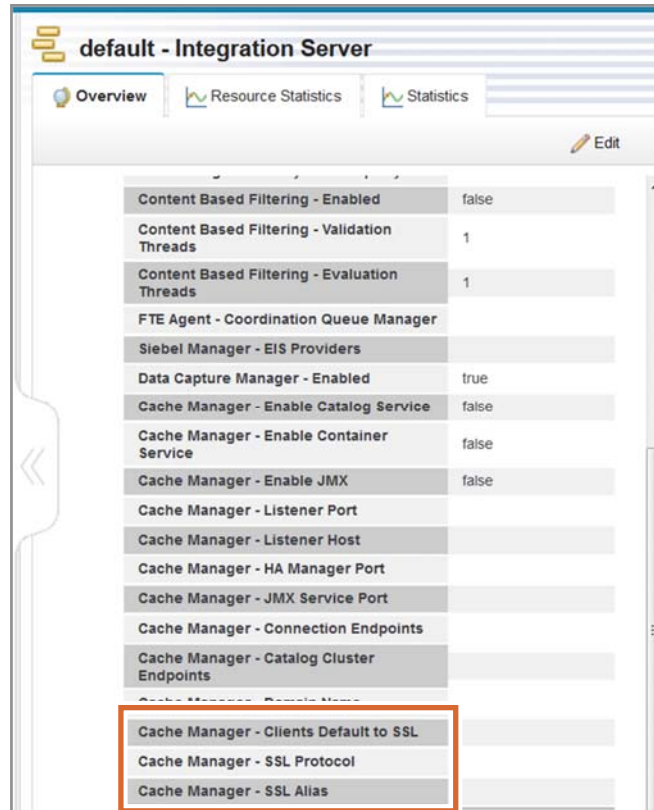 default - Integration Server
Overview
Resource Statistics
Statistics
Edit
Content Based Filtering - Enabled false
Content Based Filtering - Validation
Threads 1
Content Based Filtering - Evaluation
Threads 1
FTE Agent - Coordination Queue Manager
Siebel Manager - EIS Providers
Data Capture Manager - Enabled true
Cache Manager - Enable Catalog Service false
Cache Manager - Enable Container
Service false
Cache Manager - Enable JMX false
Cache Manager - Listener Port
Cache Manager - Listener Host
Cache Manager - HA Manager Port
Cache Manager - JMX Service Port
Cache Manager - Connection Endpoints
Cache Manager - Catalog Cluster
Endpoints
Cache Manager - Domain Name
Cache Manager - Clients Default to SSL
Cache Manager - SSL Protocol
Cache Manager - SSL Alias